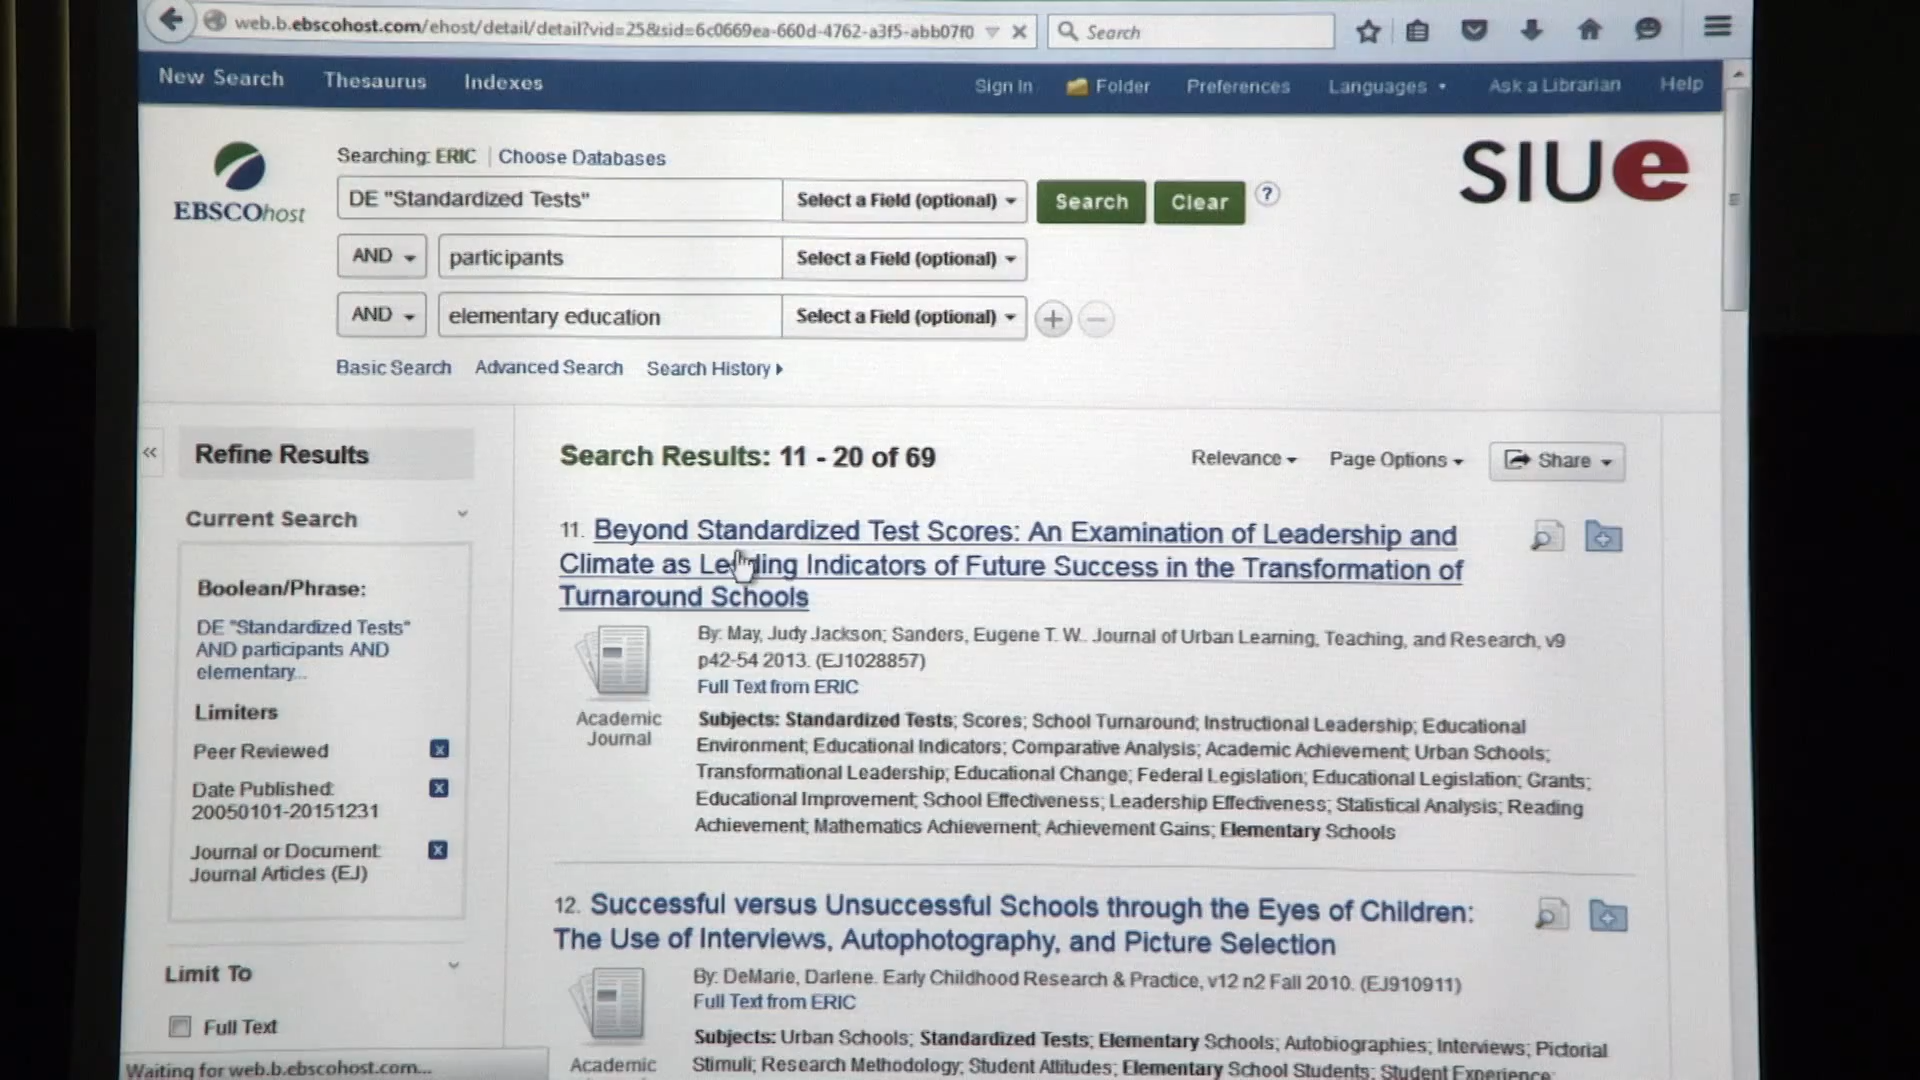 web.b.ebscohost.com/ehost/detail/detail?vid=25&sid=6c0669ea-660d-4762-a3f5-abb07f0
Search
New Search Thesaurus Indexes
Sign In Folder Preferences Languages Ask a Librarian Help
EBSCOhost
Searching: ERIC | Choose Databases
DE "Standardized Tests" Select a Field (optional) Search Clear ?
AND participants Select a Field (optional)
AND elementary education Select a Field (optional)
Basic Search Advanced Search Search History
SIUe
Refine Results
Current Search
Boolean/Phrase:
DE "Standardized Tests"
AND participants AND
elementary...
Limiters
Peer Reviewed
Date Published:
20050101-20151231
Journal or Document:
Journal Articles (EJ)
Limit To
Full Text
Waiting for web.b.ebscohost.com...
Search Results: 11 - 20 of 69
Relevance Page Options Share
11. Beyond Standardized Test Scores: An Examination of Leadership and
Climate as Leading Indicators of Future Success in the Transformation of
Turnaround Schools
Academic
Journal
By: May, Judy Jackson; Sanders, Eugene T. W.. Journal of Urban Learning, Teaching, and Research, v9
p42-54 2013. (EJ1028857)
Full Text from ERIC
Subjects: Standardized Tests; Scores; School Turnaround; Instructional Leadership; Educational
Environment; Educational Indicators; Comparative Analysis; Academic Achievement; Urban Schools;
Transformational Leadership; Educational Change; Federal Legislation; Educational Legislation; Grants;
Educational Improvement; School Effectiveness; Leadership Effectiveness; Statistical Analysis; Reading
Achievement; Mathematics Achievement; Achievement Gains; Elementary Schools
12. Successful versus Unsuccessful Schools through the Eyes of Children:
The Use of Interviews, Autophotography, and Picture Selection
Academic
By: DeMarie, Darlene. Early Childhood Research & Practice, v12 n2 Fall 2010. (EJ910911)
Full Text from ERIC
Subjects: Urban Schools; Standardized Tests; Elementary Schools; Autobiographies; Interviews; Pictorial
Stimuli; Research Methodology; Student Attitudes; Elementary School Students; Student Experience;